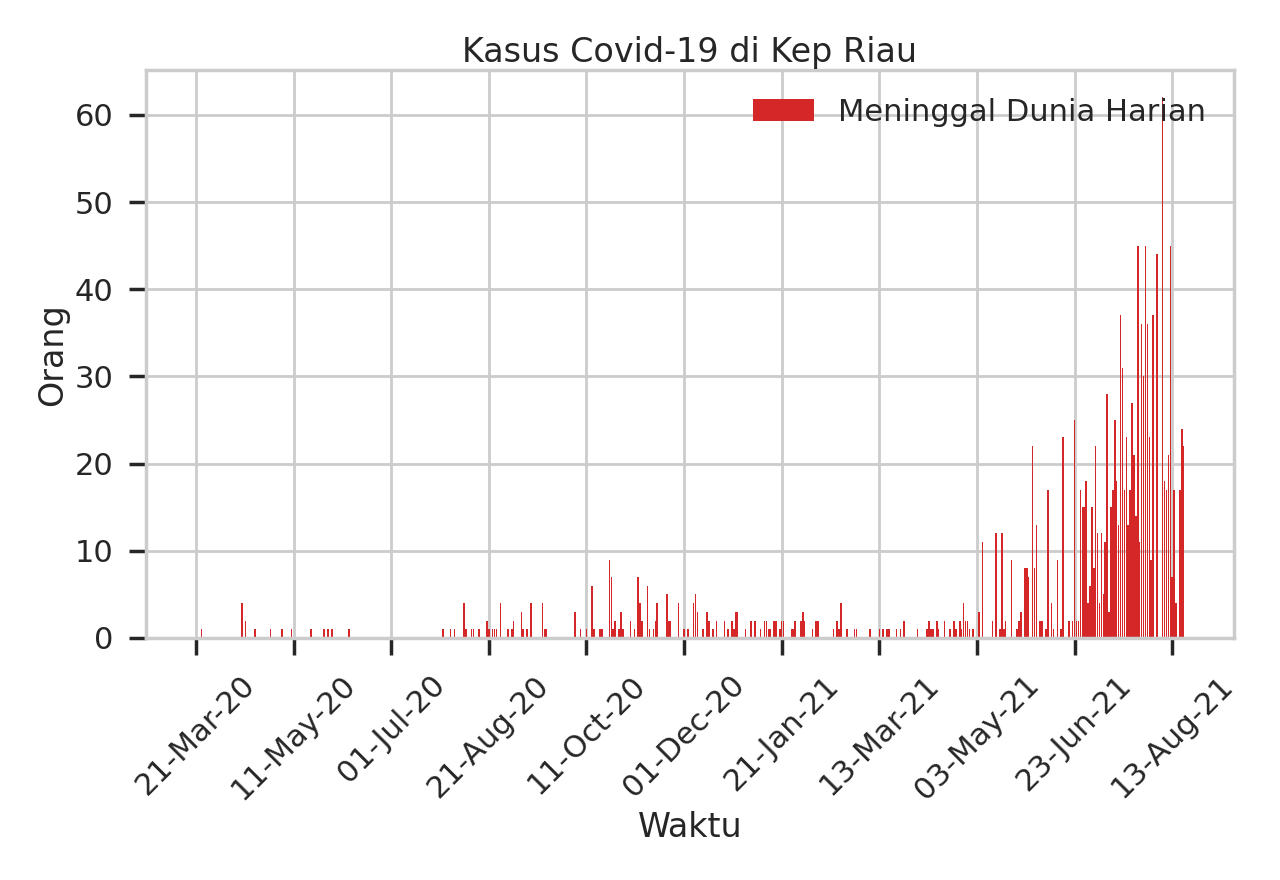 Kasus Covid-19 di Kep Riau
Meninggal Dunia Harian
60
50
40
30
20
10
0
Orang
21-Mar-20
11-May-20
01-Jul-20
21-Aug-20
11-Oct-20
01-Dec-20
21-Jan-21
13-Mar-21
03-May-21
23-Jun-21
13-Aug-21
Waktu